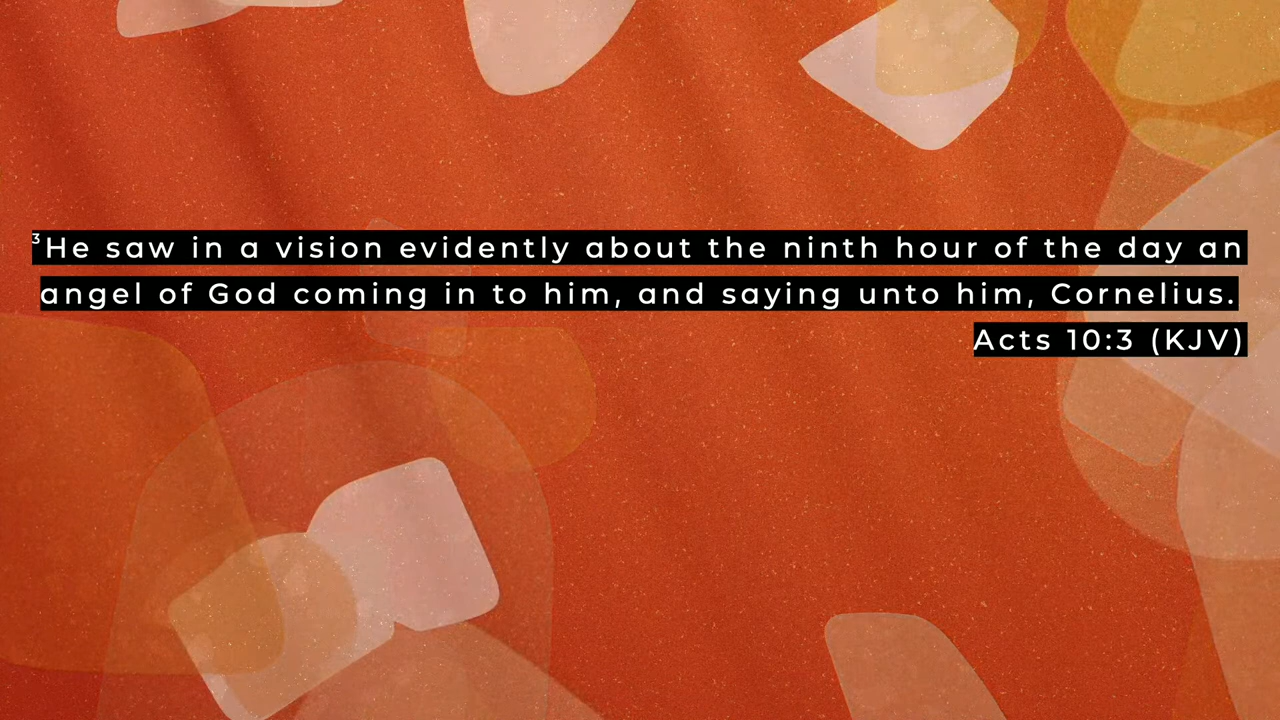 ³He saw in a vision evidently about the ninth hour of the day an
angel of God coming in to him, and saying unto him, Cornelius.
Acts 10:3 (KJV)